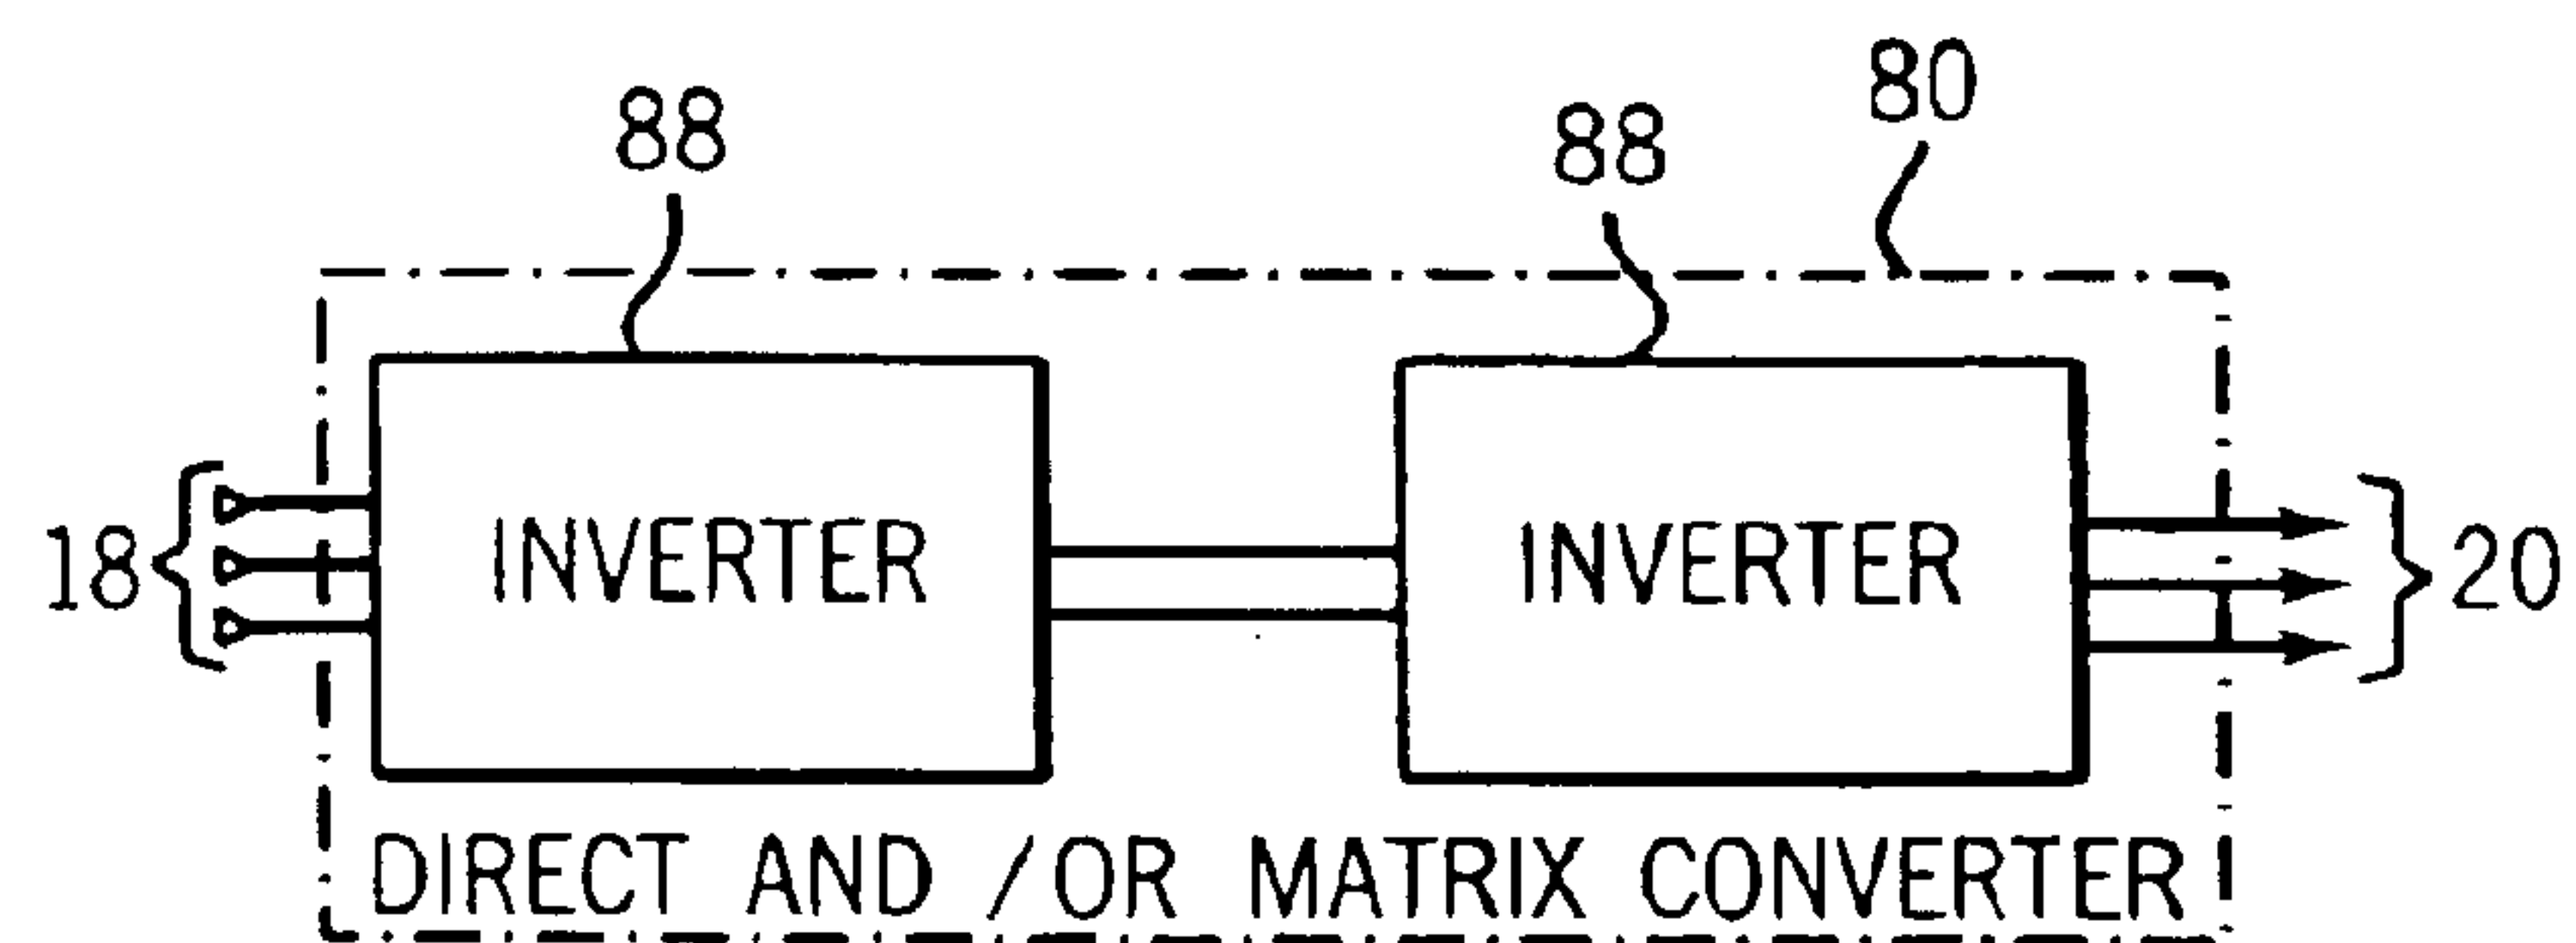 80
88
88
18
INVERTER
INVERTER
20
DIRECT AND /OR MATRIX CONVERTER